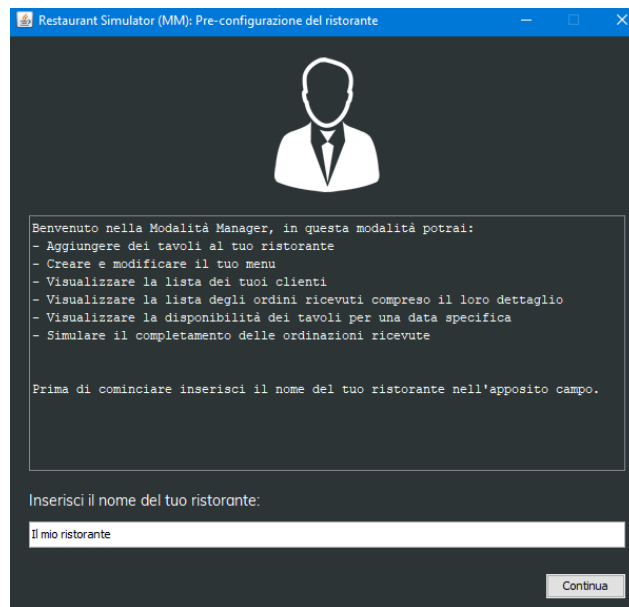 Restaurant Simulator (MM): Pre-configurazione del ristorante
Benvenuto nella Modalità Manager, in questa modalità potrai:
- Aggiungere dei tavoli al tuo ristorante
- Creare e modificare il tuo menu
- Visualizzare la lista dei tuoi clienti
- Visualizzare la lista degli ordini ricevuti compreso il loro dettaglio
- Visualizzare la disponibilità dei tavoli per una data specifica
- Simulare il completamento delle ordinazioni ricevute
Prima di cominciare inserisci il nome del tuo ristorante nell'apposito campo.
Inserisci il nome del tuo ristorante:
Il mio ristorante
Continua